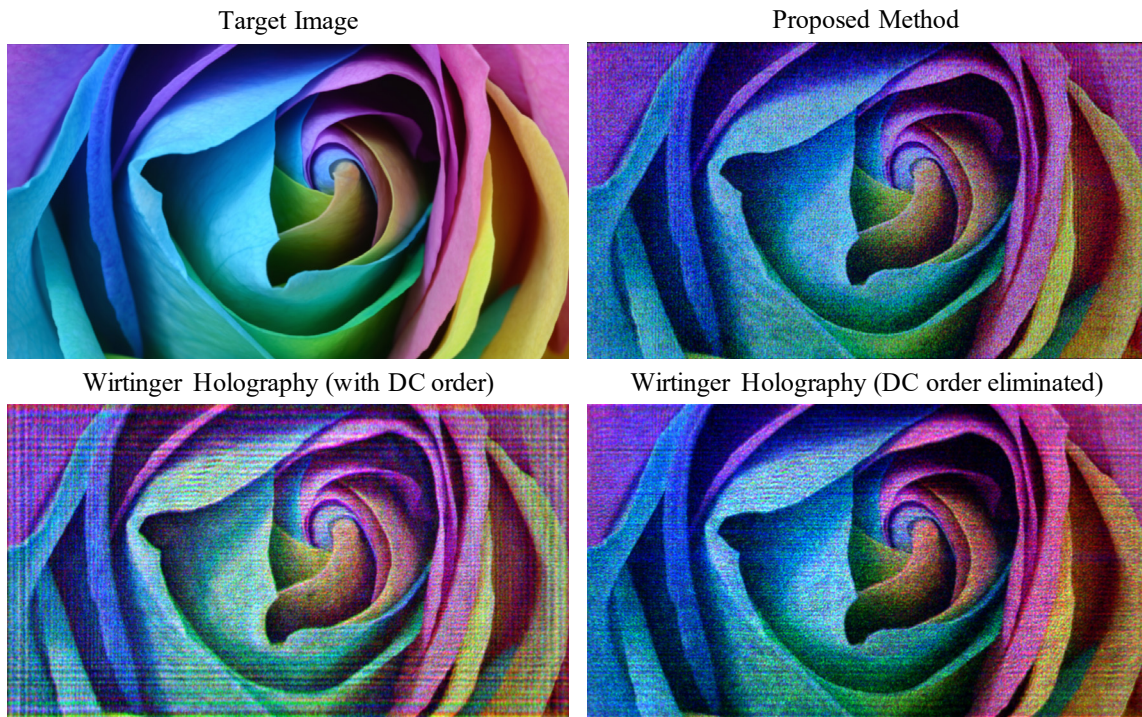 Target Image
Proposed Method
Wirtinger Holography (with DC order)
Wirtinger Holography (DC order eliminated)